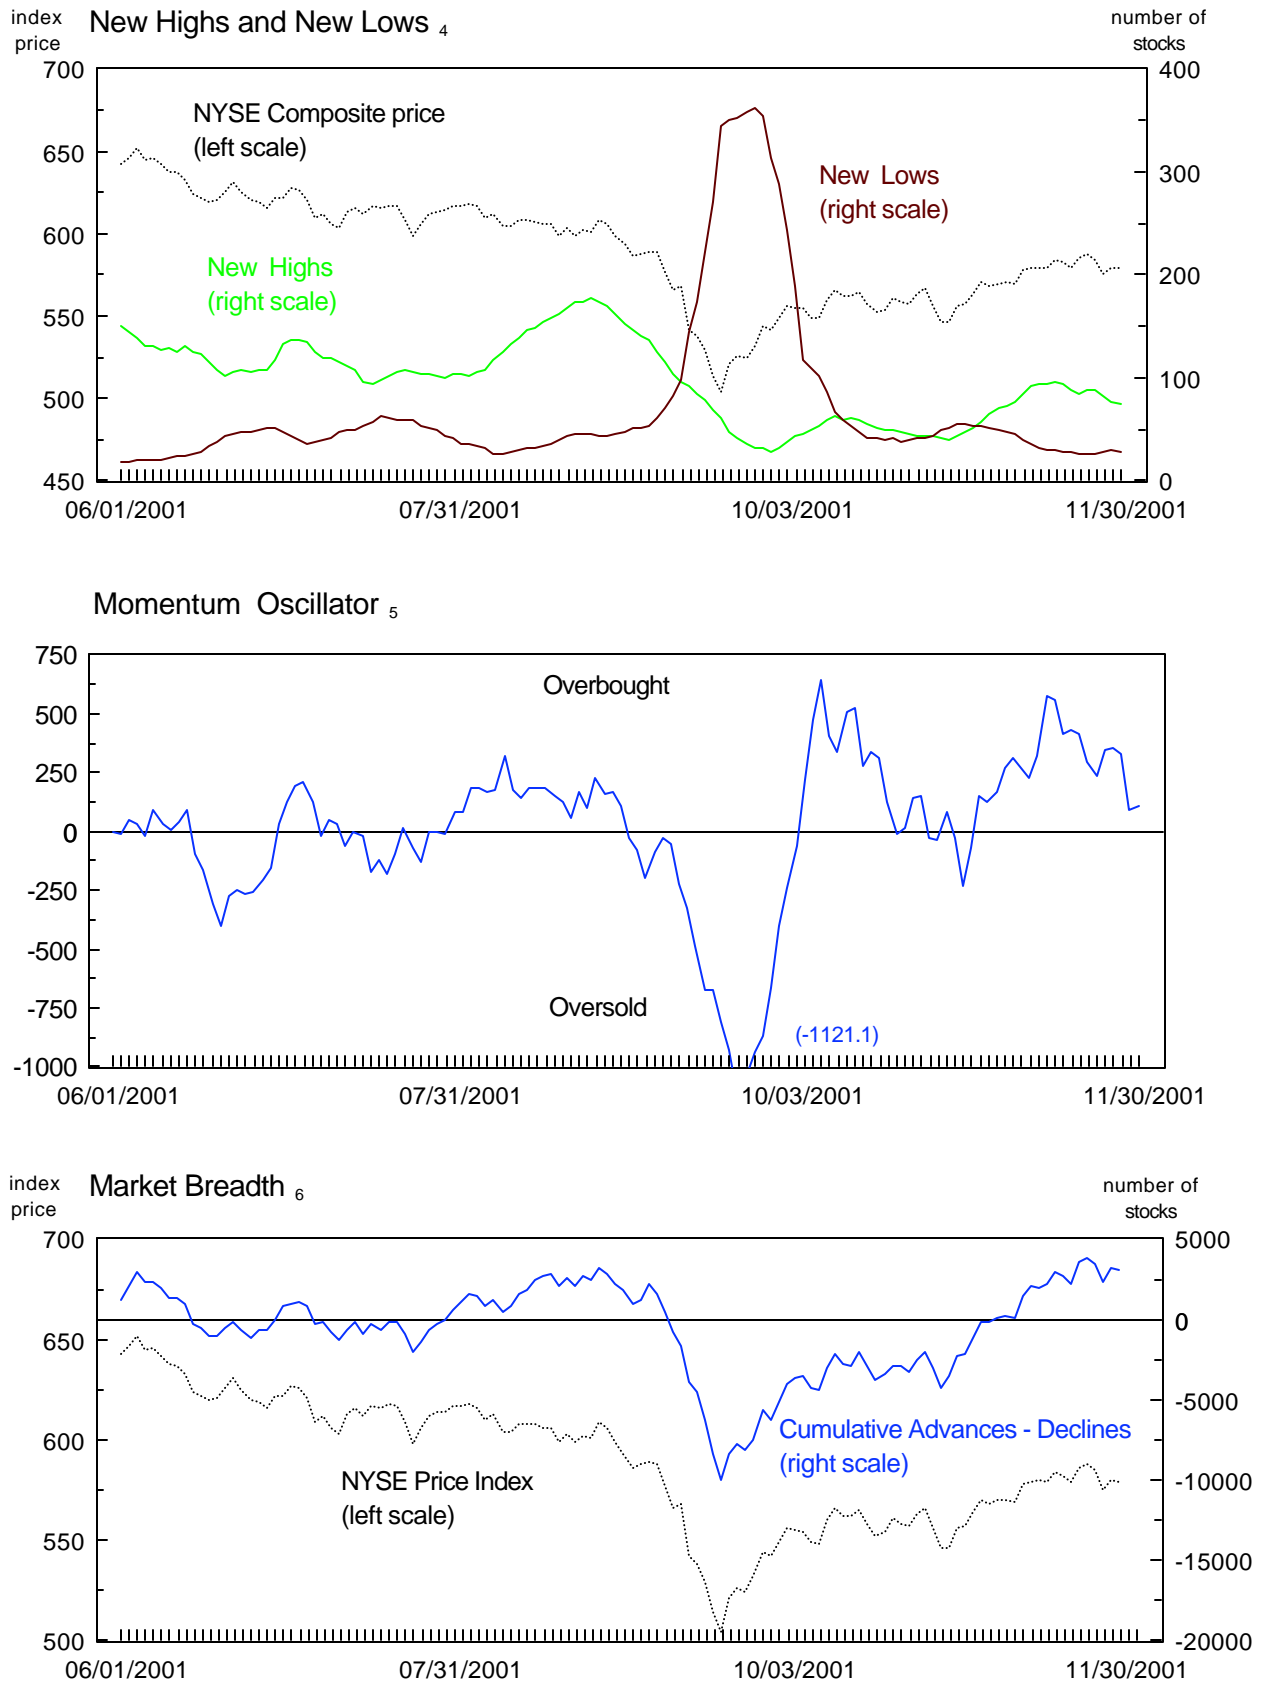 index
price
New Highs and New Lows 4
number of
stocks
700
650
600
550
500
450
400
300
200
100
0
NYSE Composite price
(left scale)
New Lows
(right scale)
New Highs
(right scale)
06/01/2001
07/31/2001
10/03/2001
11/30/2001
Momentum Oscillator 5
750
500
250
0
-250
-500
-750
-1000
Overbought
Oversold
(-1121.1)
06/01/2001
07/31/2001
10/03/2001
11/30/2001
index
price
Market Breadth 6
number of
stocks
700
650
600
550
500
5000
0
-5000
-10000
-15000
-20000
Cumulative Advances - Declines
(right scale)
NYSE Price Index
(left scale)
06/01/2001
07/31/2001
10/03/2001
11/30/2001